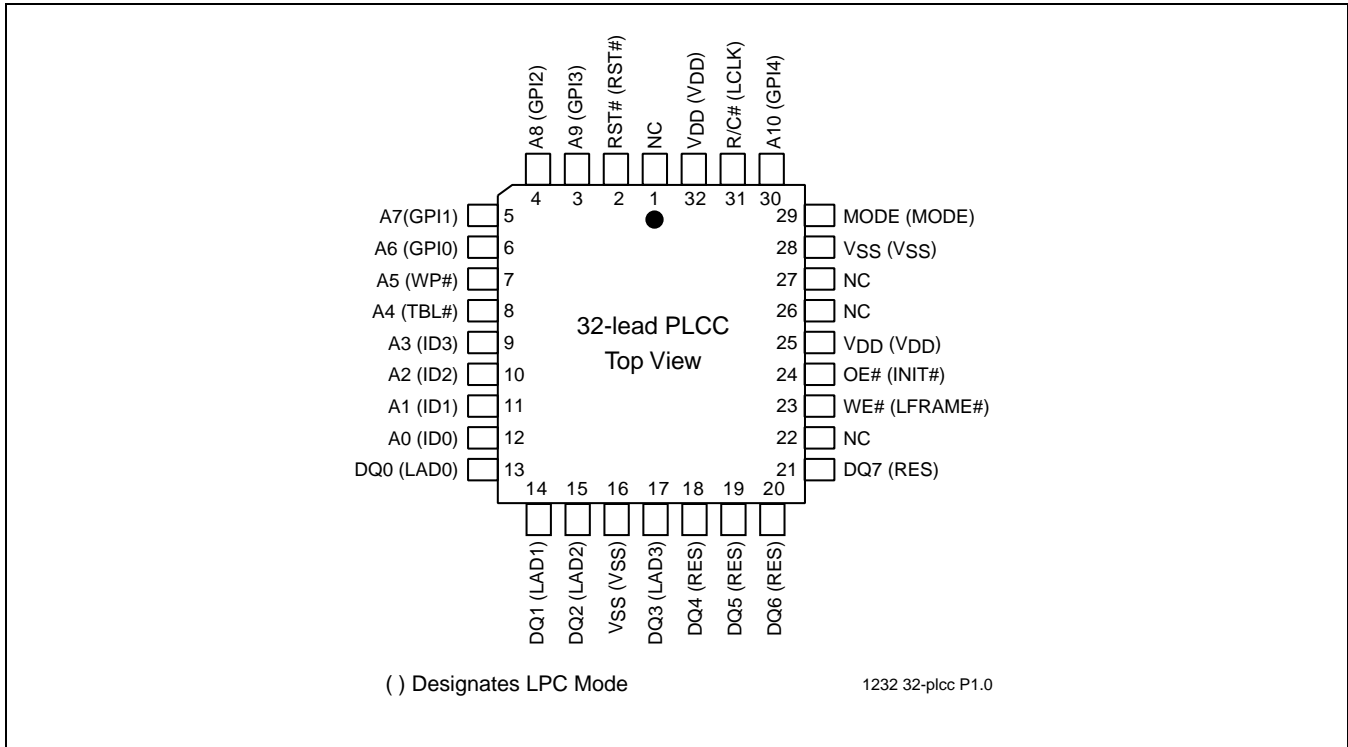 A8 (GPI2)
A9 (GPI3)
RST# (RST#)
NC
VDD (VDD)
R/C# (LCLK)
A10 (GPI4)
4 3 2 1 32 31 30
A7(GPI1) 5
A6 (GPI0) 6
A5 (WP#) 7
A4 (TBL#) 8
A3 (ID3) 9
A2 (ID2) 10
A1 (ID1) 11
A0 (ID0) 12
DQ0 (LAD0) 13
32-lead PLCC
Top View
29 MODE (MODE)
28 VSS (VSS)
27 NC
26 NC
25 VDD (VDD)
24 OE# (INIT#)
23 WE# (LFRAME#)
22 NC
21 DQ7 (RES)
14 15 16 17 18 19 20
DQ1 (LAD1)
DQ2 (LAD2)
VSS (VSS)
DQ3 (LAD3)
DQ4 (RES)
DQ5 (RES)
DQ6 (RES)
( ) Designates LPC Mode
1232 32-plcc P1.0